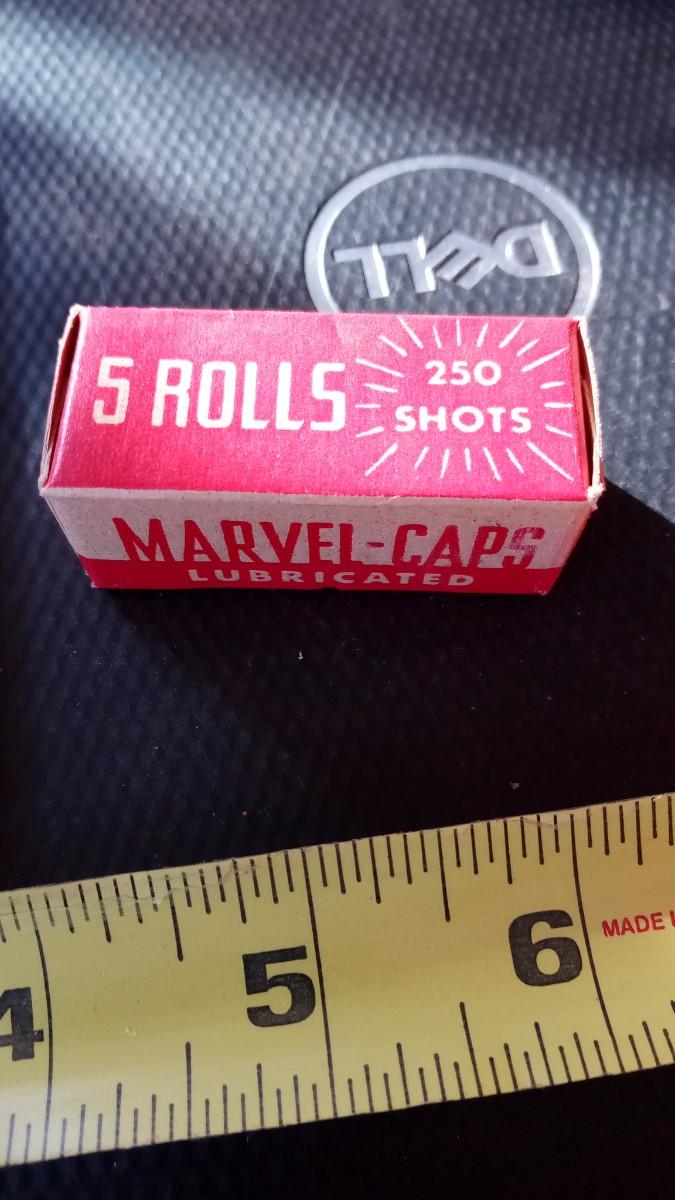 DELL
5 ROLLS
250
SHOTS
MARVEL-CAPS
LUBRICATED
4
5
6
MADE